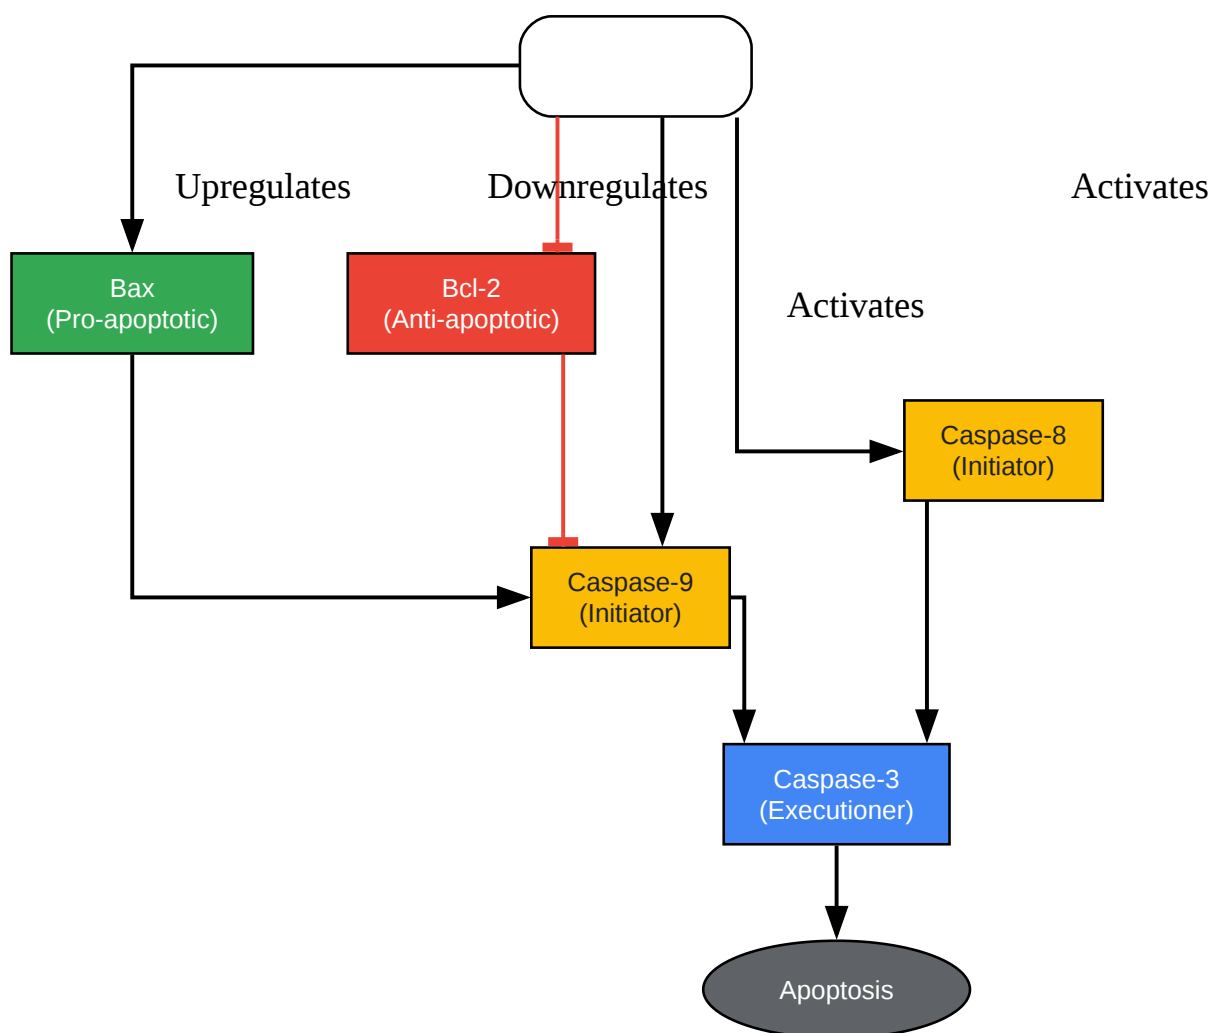 Upregulates
Downregulates
Activates
Bax
(Pro-apoptotic)
Bcl-2
(Anti-apoptotic)
Activates
Caspase-8
(Initiator)
Caspase-9
(Initiator)
Caspase-3
(Executioner)
Apoptosis